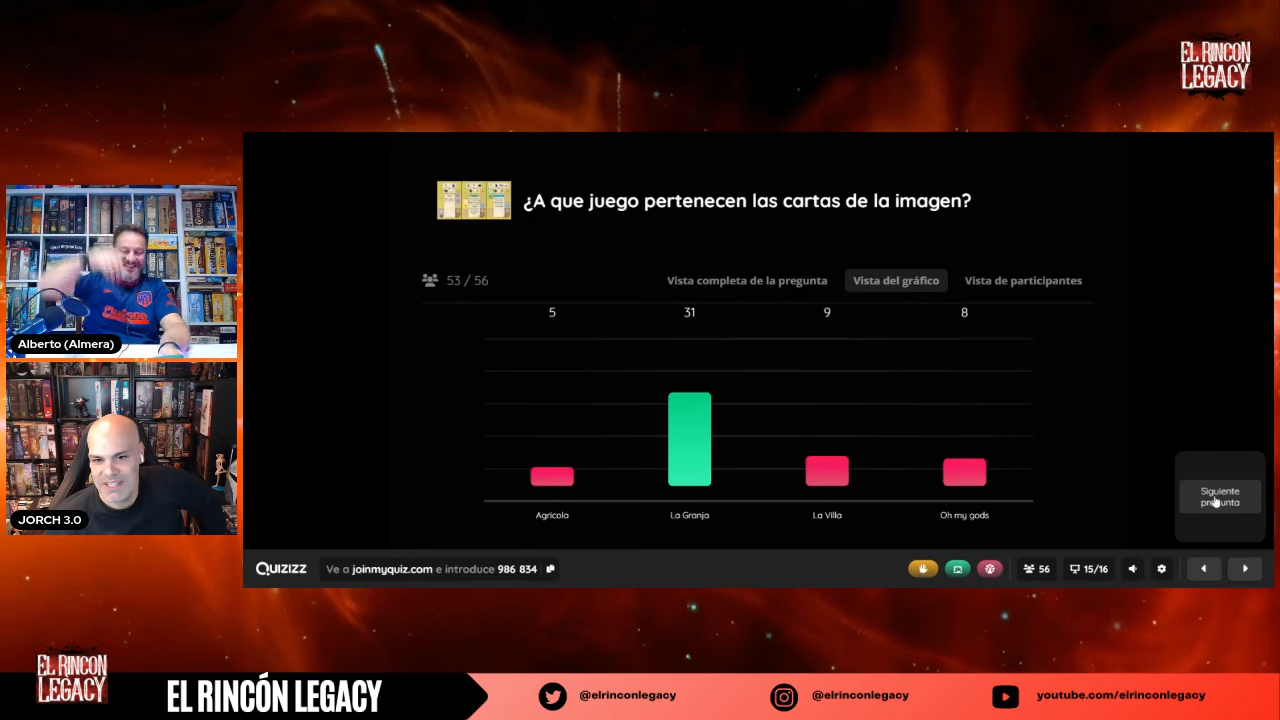 EL RINCON
LEGACY
¿A que juego pertenecen las cartas de la imagen?
53 / 56
Vista completa de la pregunta
Vista del gráfico
Vista de participantes
5
31
9
8
Agricola
La Granja
La Villa
Oh my gods
Siguiente
pregunta
Alberto (Almera)
JORCH 3.0
QUIZIZZ
Ve a joinmyquiz.com e introduce 986 834
56
15/16
EL RINCON
LEGACY
EL RINCÓN LEGACY
@elrinconlegacy
@elrinconlegacy
youtube.com/elrinconlegacy